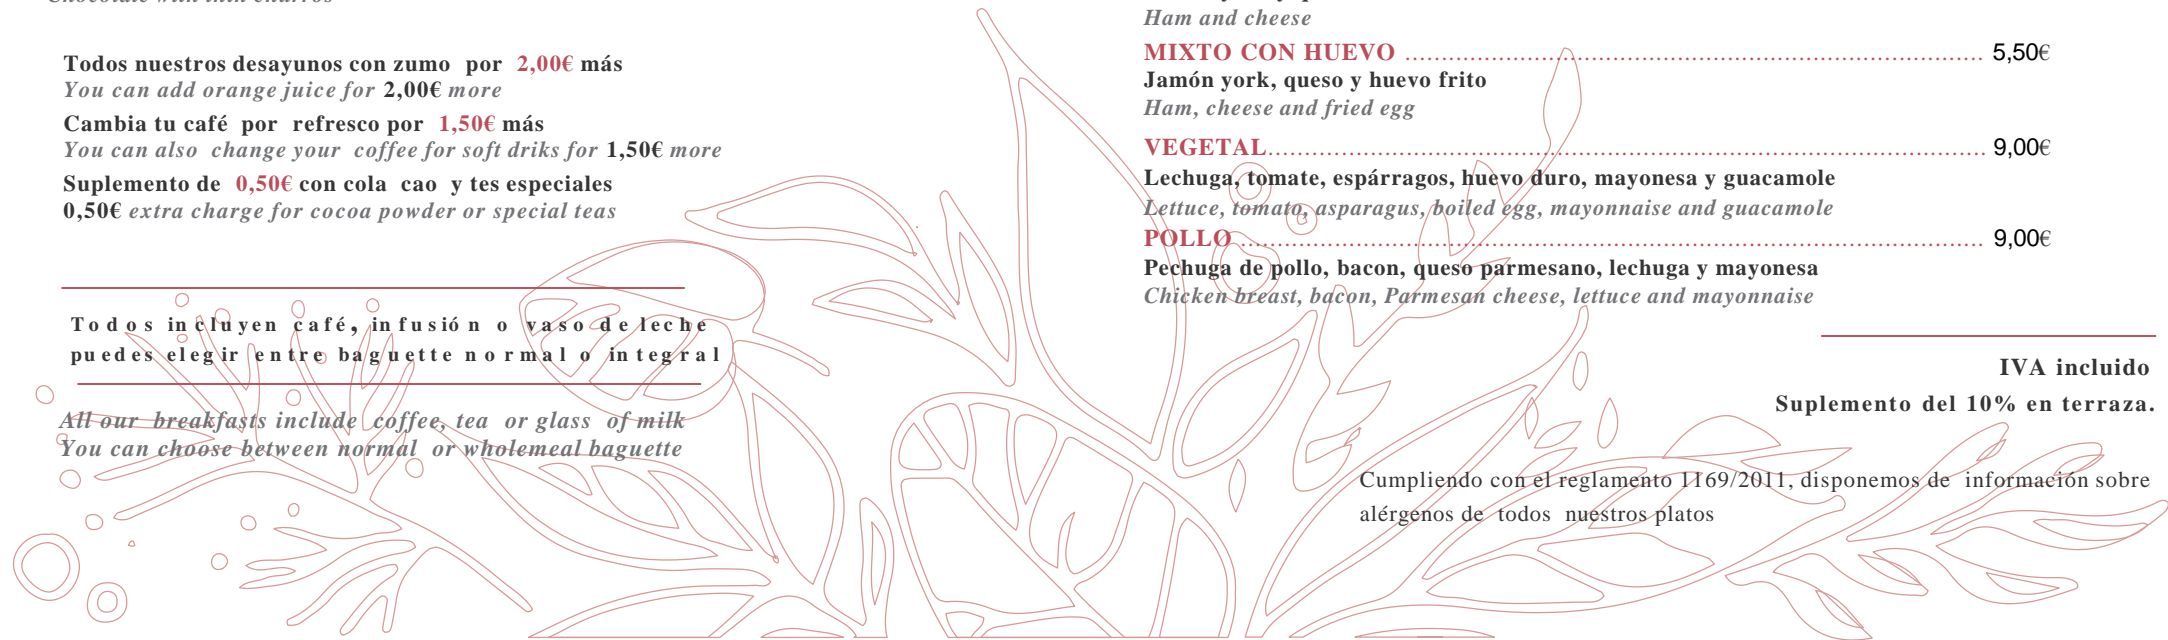 Chocolate with thin churros
Todos nuestros desayunos con zumo por 2,00€ más
You can add orange juice for 2,00€ more
Cambia tu café por refresco por 1,50€ más
You can also change your coffee for soft driks for 1,50€ more
Suplemento de 0,50€ con cola cao y tes especiales
0,50€ extra charge for cocoa powder or special teas
Todos incluyen café, infusión o vaso de leche
puedes elegir entre baguette normal o integral
All our breakfasts include coffee, tea or glass of milk
You can choose between normal or wholemeal baguette
Ham and cheese
MIXTO CON HUEVO ........ 5,50€
Jamón york, queso y huevo frito
Ham, cheese and fried egg
VEGETAL........ 9,00€
Lechuga, tomate, espárragos, huevo duro, mayonesa y guacamole
Lettuce, tomato, asparagus, boiled egg, mayonnaise and guacamole
POLLO ........ 9,00€
Pechuga de pollo, bacon, queso parmesano, lechuga y mayonesa
Chicken breast, bacon, Parmesan cheese, lettuce and mayonnaise
IVA incluido
Suplemento del 10% en terraza.
Cumpliendo con el reglamento 1169/2011, disponemos de información sobre
alérgenos de todos nuestros platos